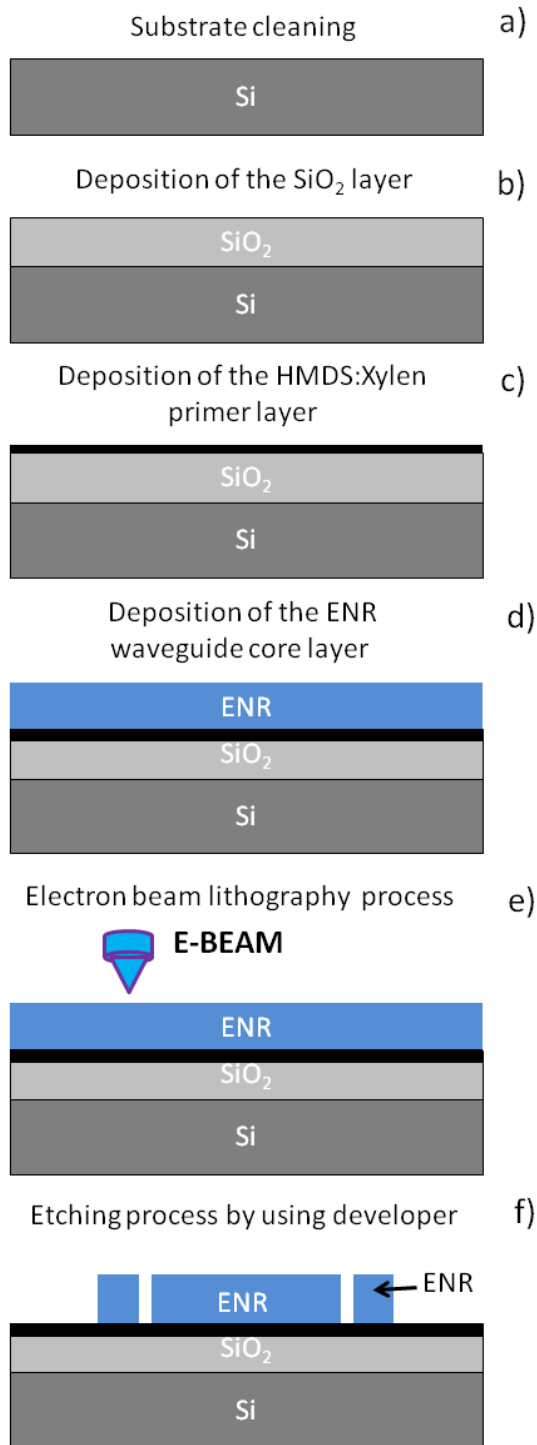 Substrate cleaning
a)
Si
Deposition of the SiO₂ layer
b)
SiO₂
Si
Deposition of the HMDS:Xylen
primer layer
c)
SiO₂
Si
Deposition of the ENR
waveguide core layer
d)
ENR
SiO₂
Si
Electron beam lithography process
e)
E-BEAM
ENR
SiO₂
Si
Etching process by using developer
f)
ENR
ENR
SiO₂
Si